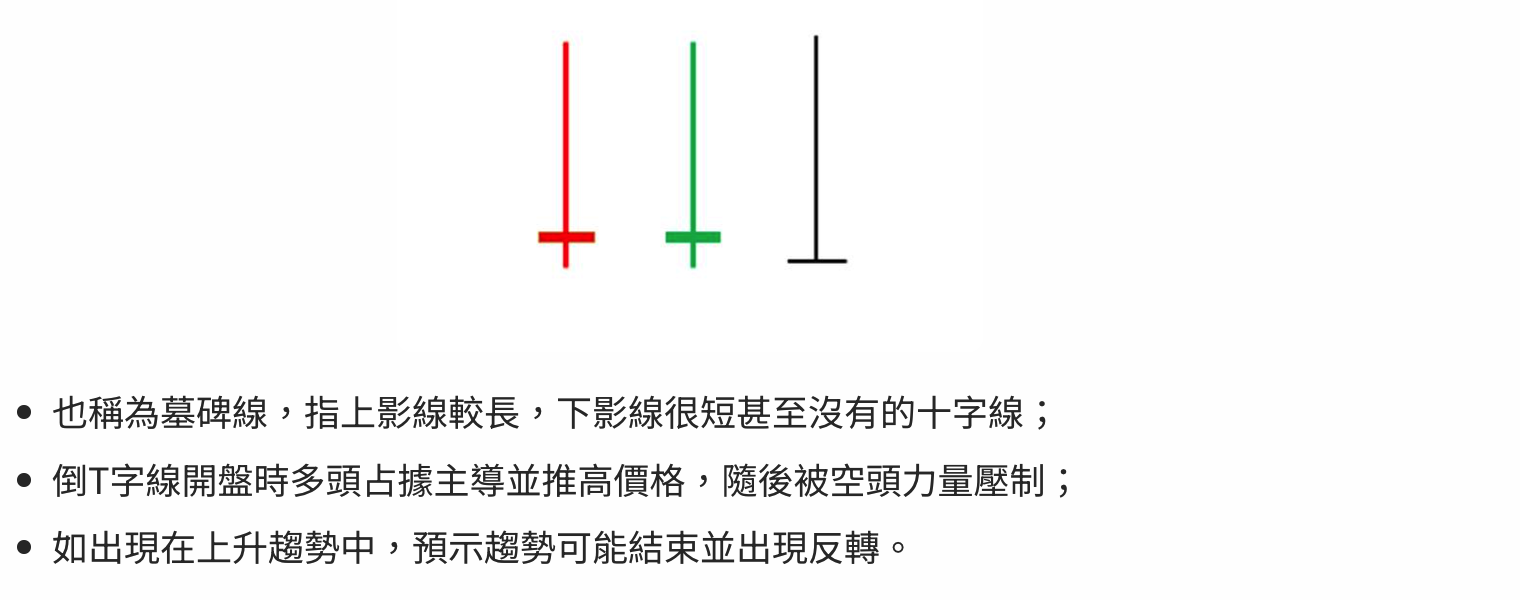 也稱為墓碑線，指上影線較長，下影線很短甚至沒有的十字線；
倒T字線開盤時多頭占據主導並推高價格，隨後被空頭力量壓制；
如出現在上升趨勢中，預示趨勢可能結束並出現反轉。